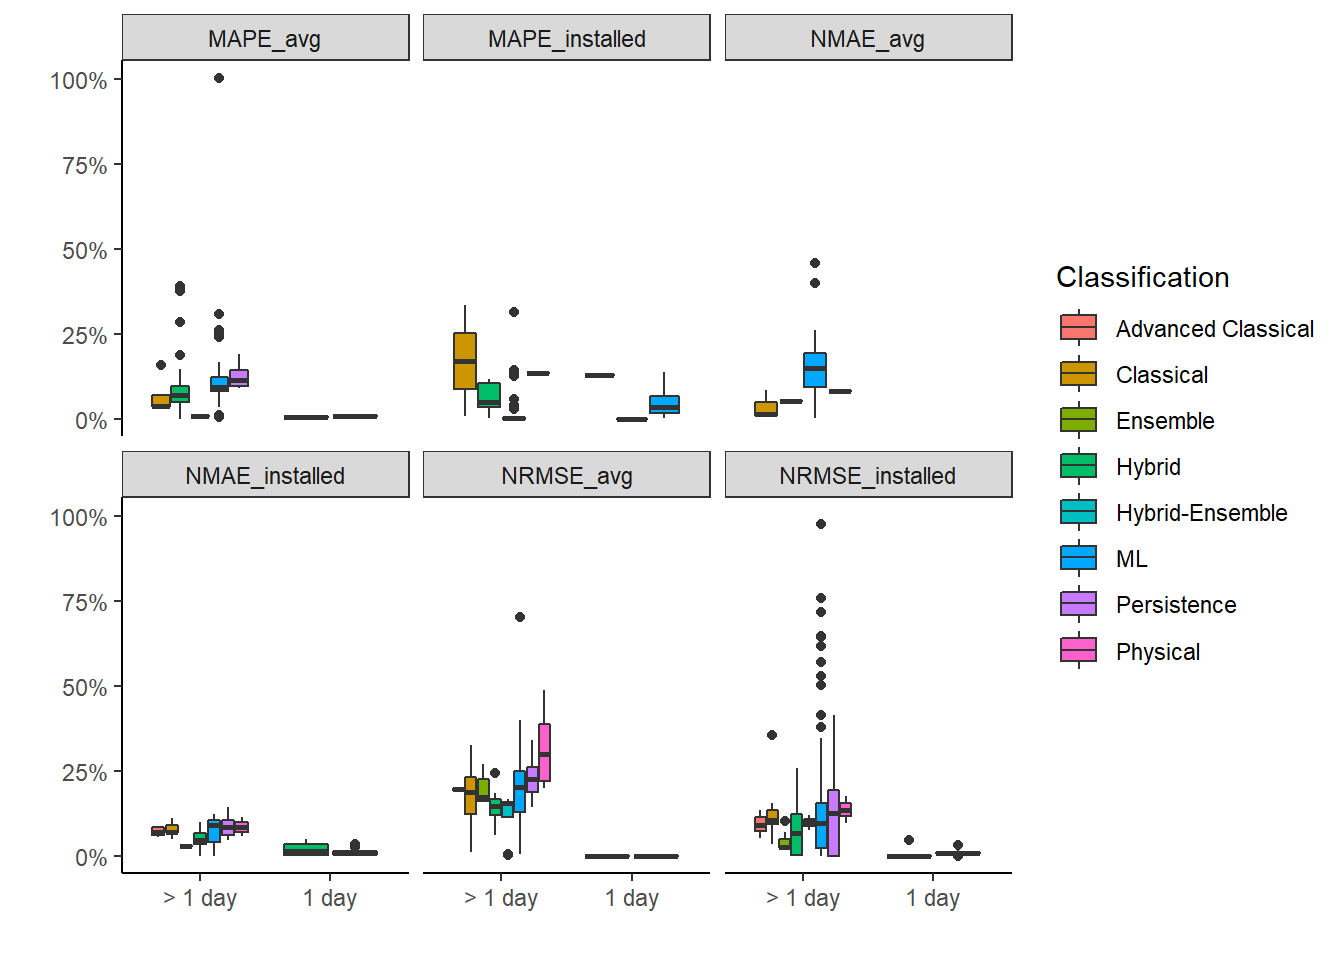 MAPE_avg
MAPE_installed
NMAE_avg
100%
75%
50%
25%
0%
NMAE_installed
NRMSE_avg
NRMSE_installed
100%
75%
50%
25%
0%
> 1 day
1 day
> 1 day
1 day
> 1 day
1 day
Classification
Advanced Classical
Classical
Ensemble
Hybrid
Hybrid-Ensemble
ML
Persistence
Physical